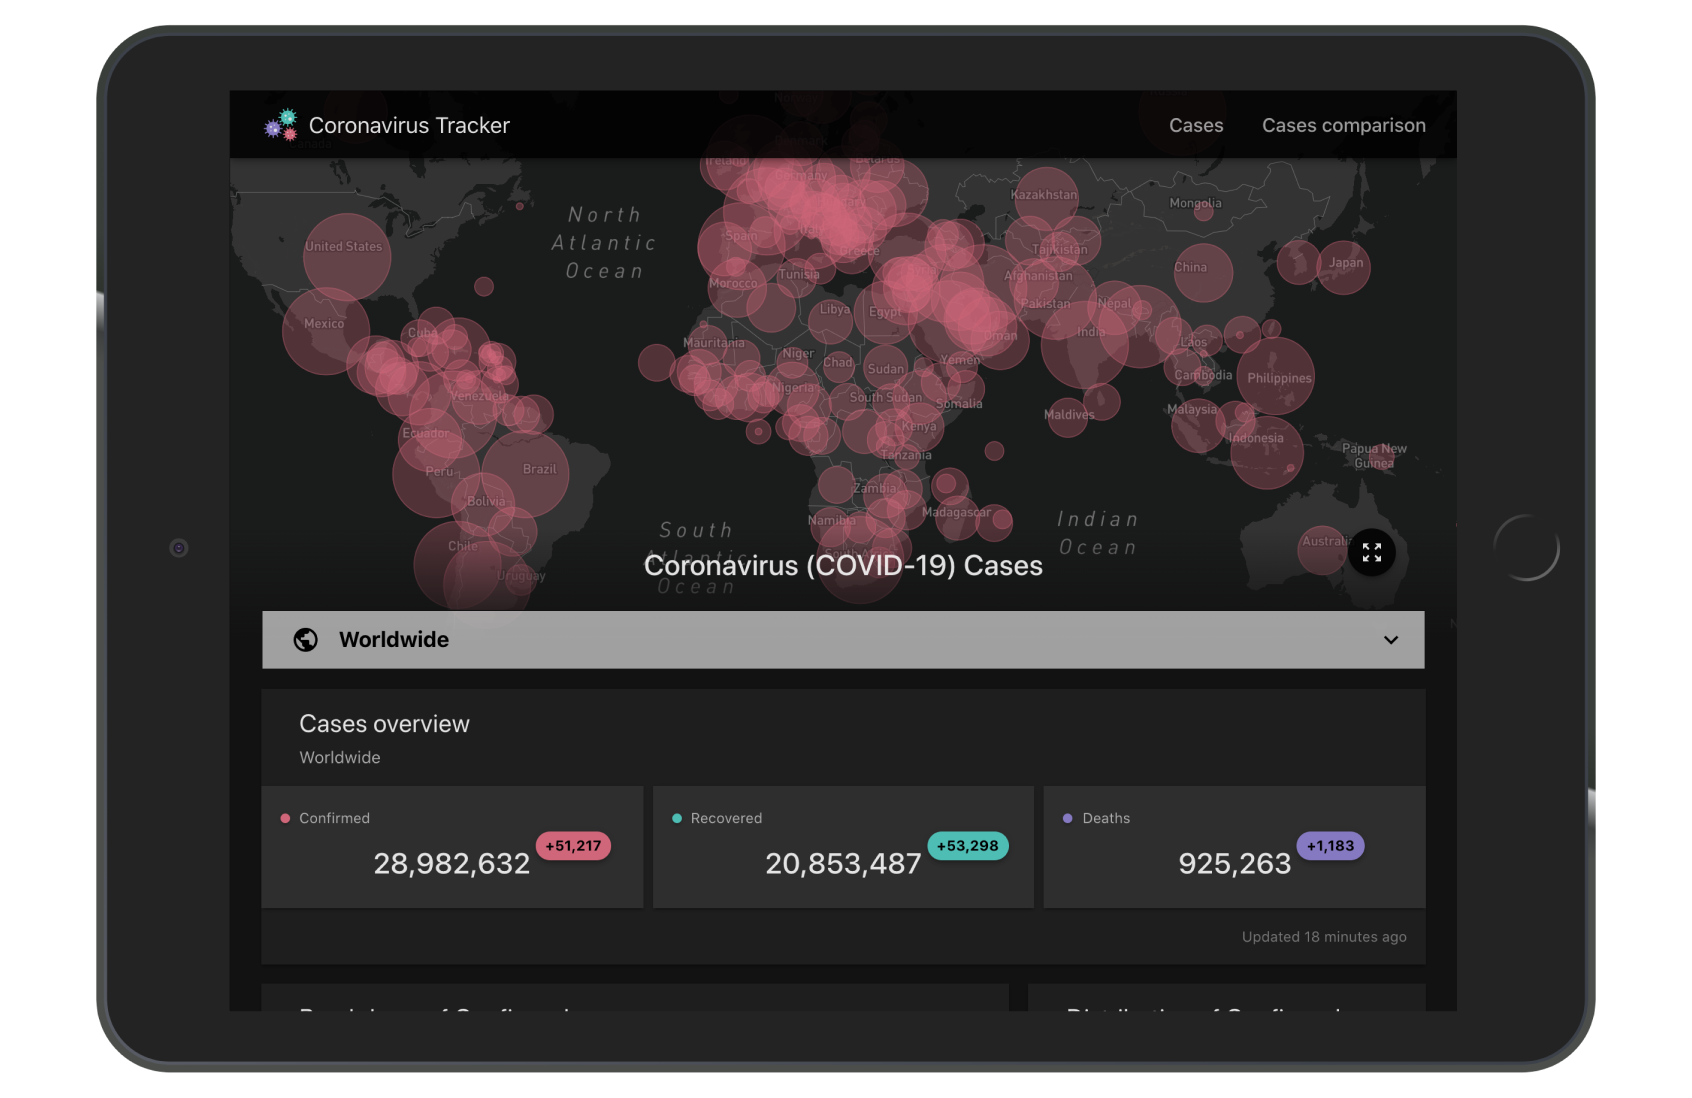 Coronavirus Tracker
Cases
Cases comparison
Canada
Ireland
Belarus
Germany
Kazakhstan
Mongolia
North
Atlantic
Ocean
United States
Spain
Italy
Greece
Tajikistan
China
Japan
Morocco
Tunisia
Afghanistan
Mexico
Cuba
Libya
Egypt
Pakistan
Nepal
India
Mauritania
Oman
Laos
Niger
Chad
Sudan
Yemen
Cambodia
Philippines
Venezuela
Nigeria
South Sudan
Somalia
Maldives
Malaysia
Ecuador
Kenya
Indonesia
Peru
Brazil
Tanzania
Papua New
Guinea
Bolivia
Zambia
Madagascar
Namibia
Indian
Ocean
South
Atlantic
Ocean
Chile
Uruguay
Coronavirus (COVID-19) Cases
Worldwide
Cases overview
Worldwide
Confirmed
28,982,632
+51,217
Recovered
20,853,487
+53,298
Deaths
925,263
+1,183
Updated 18 minutes ago